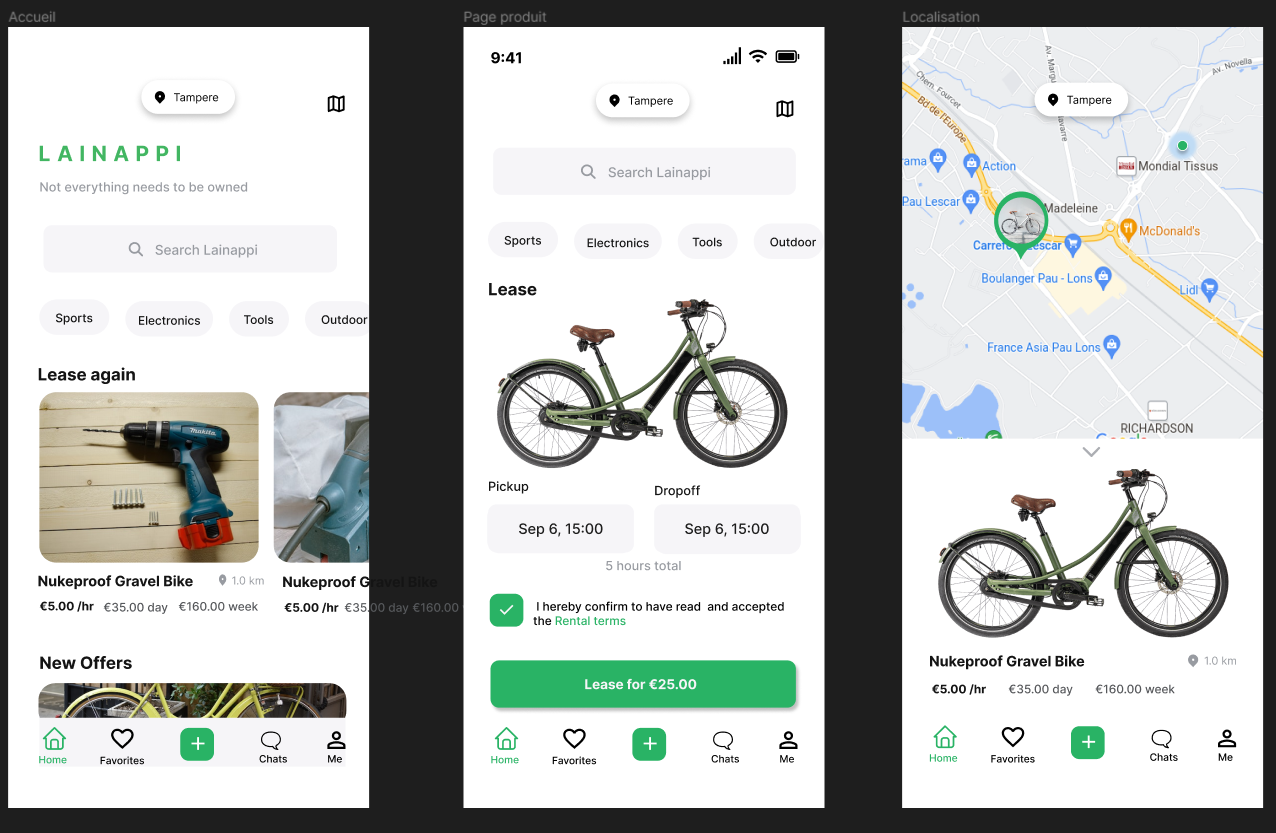 Accueil
Tampere
LAINAPPI
Not everything needs to be owned
Search Lainappi
Sports
Electronics
Tools
Outdoor
Lease again
makita
Nukeproof Gravel Bike
1.0 km
€5.00 /hr
€35.00 day
€160.00 week
Nukeproof Gravel Bike
€5.00 /hr
€35.00 day
€160.00
New Offers
Home
Favorites
Chats
Me
Page produit
9:41
Tampere
Search Lainappi
Sports
Electronics
Tools
Outdoor
Lease
Pickup
Dropoff
Sep 6, 15:00
Sep 6, 15:00
5 hours total
I hereby confirm to have read and accepted
the Rental terms
Lease for €25.00
Home
Favorites
Chats
Me
Localisation
Av. Novella
Chem. Fourcet
Tampere
Bd de l'Europe
rama
Action
Mondial Tissus
Pau Lescar
Madeleine
McDonald's
Carrefour Lescar
Boulanger Pau - Lons
Lidl
France Asia Pau Lons
RICHARDSON
Google
Nukeproof Gravel Bike
1.0 km
€5.00 /hr
€35.00 day
€160.00 week
Home
Favorites
Chats
Me